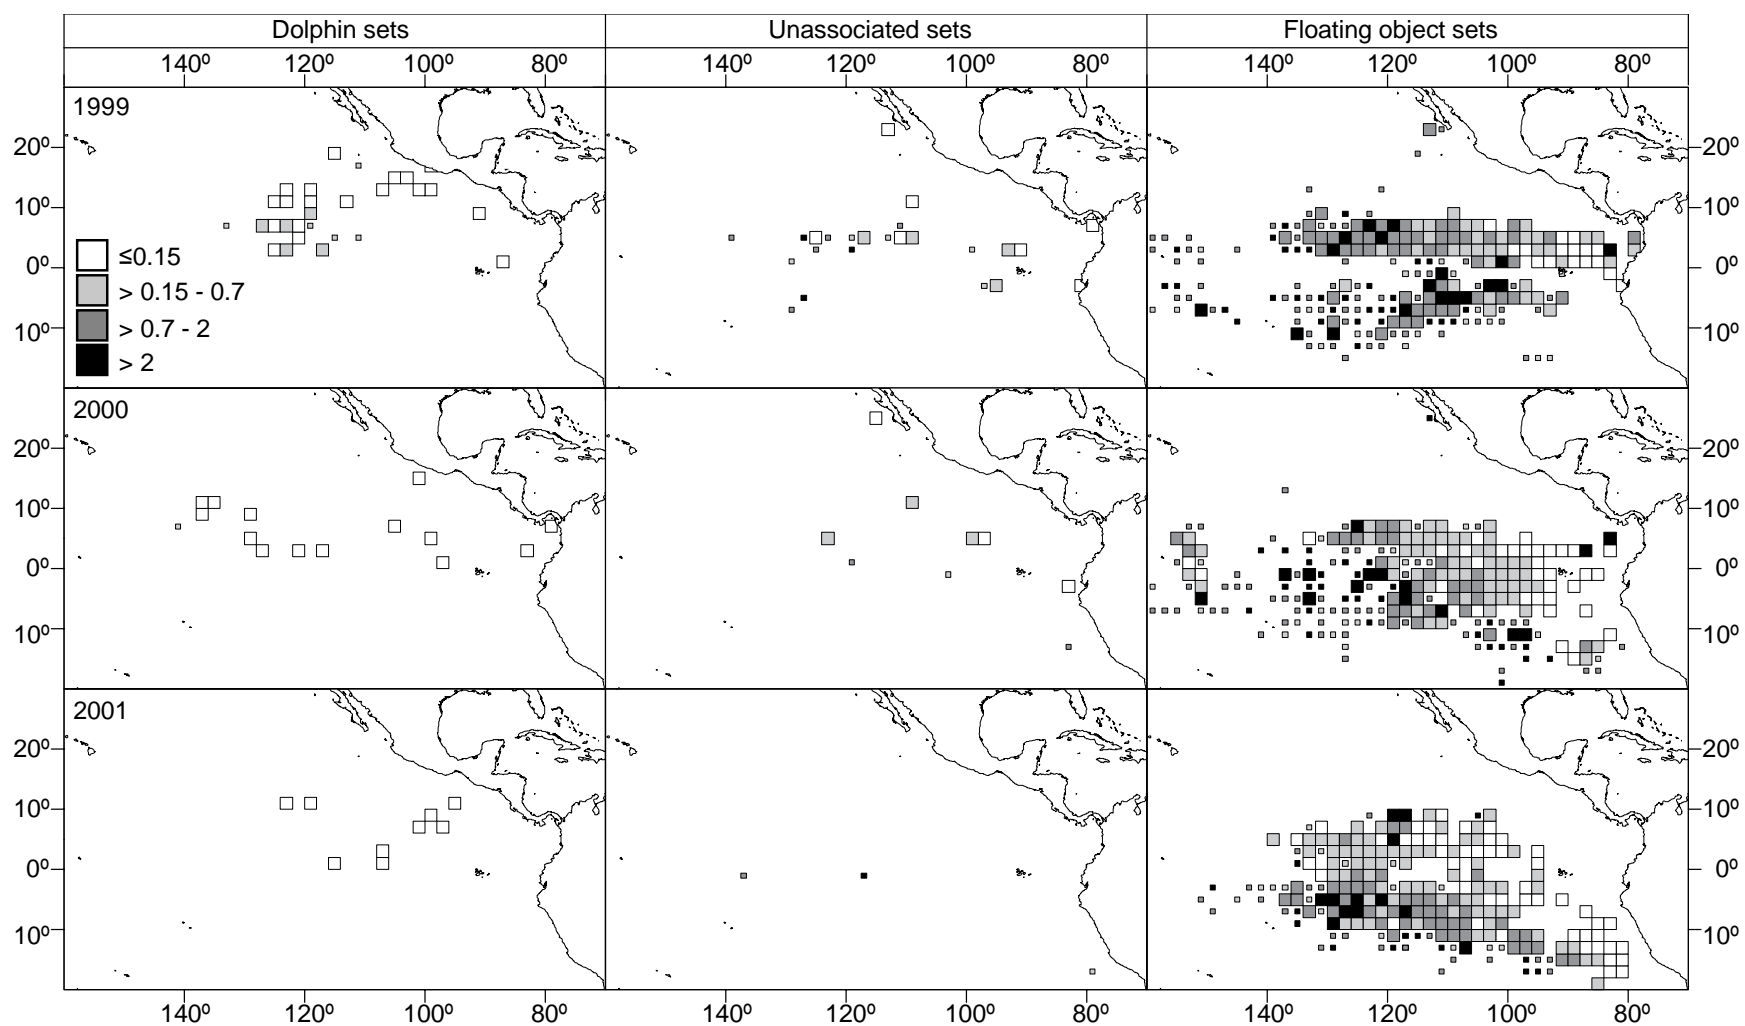 Dolphin sets Unassociated sets Floating object sets
140º 120º 100º 80º 140º 120º 100º 80º 140º 120º 100º 80º
1999
20º 20º
10º 10º
≤0.15
0º 0º
> 0.15 - 0.7
> 0.7 - 2
10º 10º
> 2
2000
20º 20º
10º 10º
0º 0º
10º 10º
2001
20º 20º
10º 10º
0º 0º
10º 10º
140º 120º 100º 80º 140º 120º 100º 80º 140º 120º 100º 80º